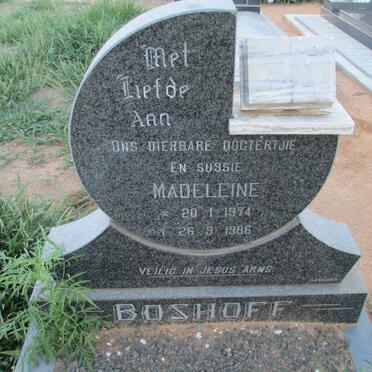 Met
Liefde
Aan
ONS DIERBARE DOGTERTJIE
EN SUSSIE
MADELEINE
* 20·1·1974
† 26·9·1986
VEILIG IN JESUS ARMS
BOSHOFF